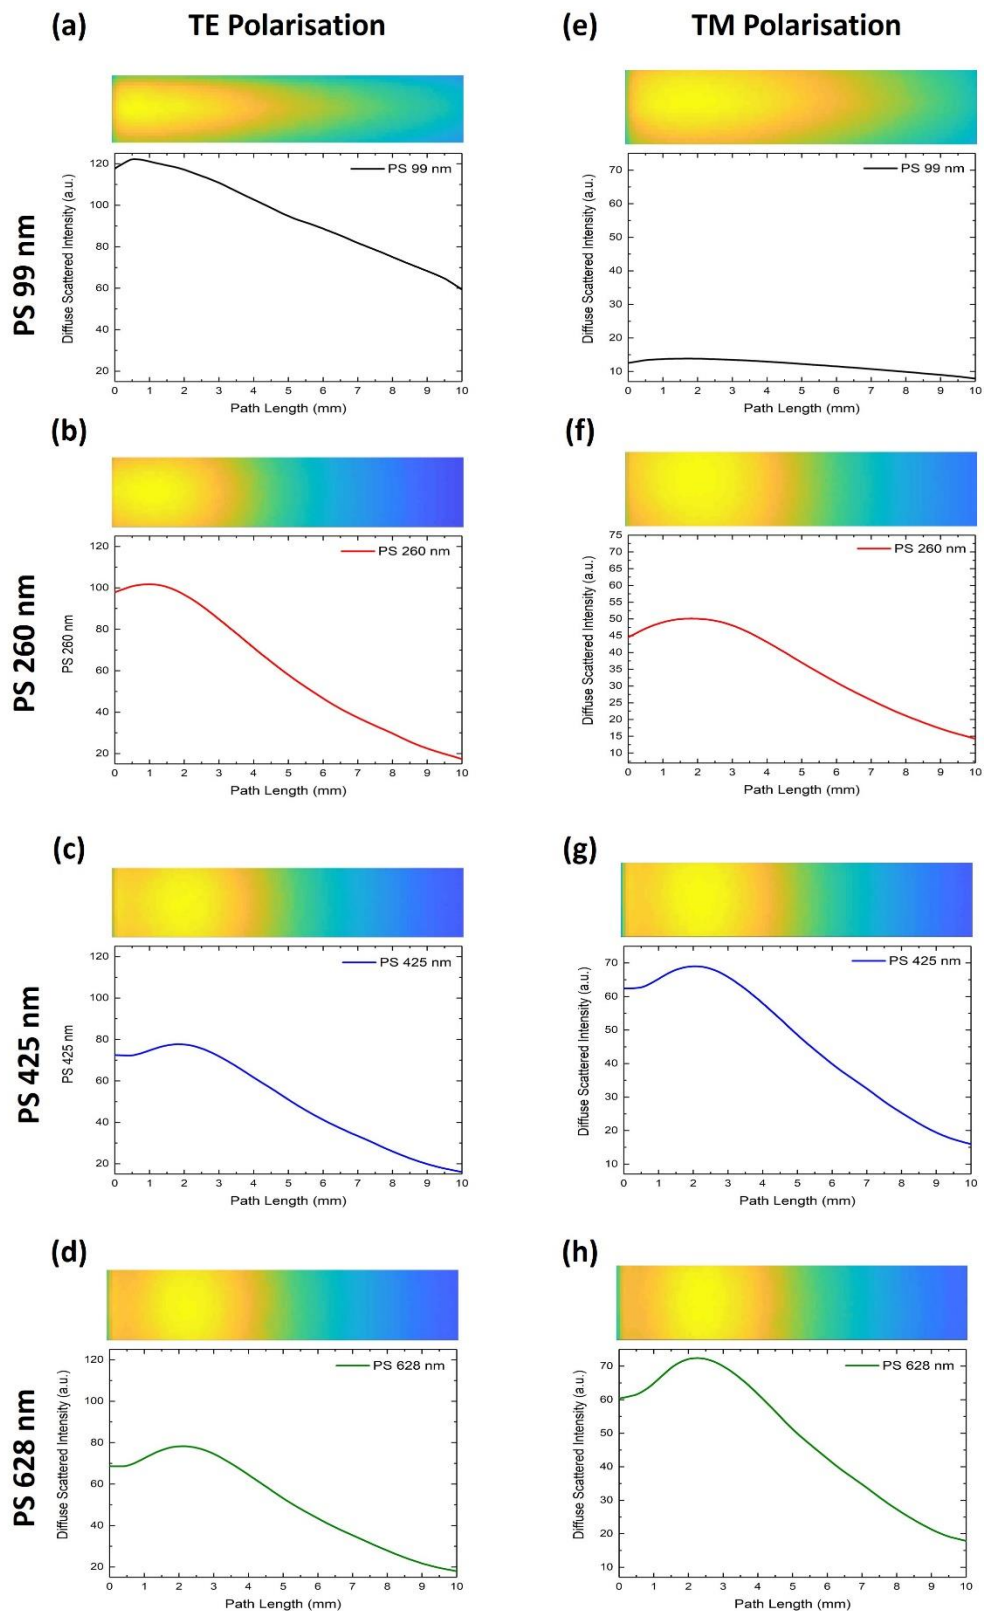 (a) TE Polarisation
(e) TM Polarisation
PS 99 nm
PS 99 nm
120
100
80
60
40
20
Diffuse Scattered Intensity (a.u.)
0 1 2 3 4 5 6 7 8 9 10
Path Length (mm)
PS 99 nm
70
60
50
40
30
20
10
Diffuse Scattered Intensity (a.u.)
0 1 2 3 4 5 6 7 8 9 10
Path Length (mm)
(b)
(f)
PS 260 nm
PS 260 nm
120
100
80
60
40
20
PS 260 nm
0 1 2 3 4 5 6 7 8 9 10
Path Length (mm)
PS 260 nm
75
70
65
60
55
50
45
40
35
30
25
20
15
10
Diffuse Scattered Intensity (a.u.)
0 1 2 3 4 5 6 7 8 9 10
Path Length (mm)
(c)
(g)
PS 425 nm
PS 425 nm
120
100
80
60
40
20
PS 425 nm
0 1 2 3 4 5 6 7 8 9 10
Path Length (mm)
PS 425 nm
70
60
50
40
30
20
10
Diffuse Scattered Intensity (a.u.)
0 1 2 3 4 5 6 7 8 9 10
Path Length (mm)
(d)
(h)
PS 628 nm
PS 628 nm
120
100
80
60
40
20
Diffuse Scattered Intensity (a.u.)
0 1 2 3 4 5 6 7 8 9 10
Path Length (mm)
PS 628 nm
70
60
50
40
30
20
10
Diffuse Scattered Intensity (a.u.)
0 1 2 3 4 5 6 7 8 9 10
Path Length (mm)